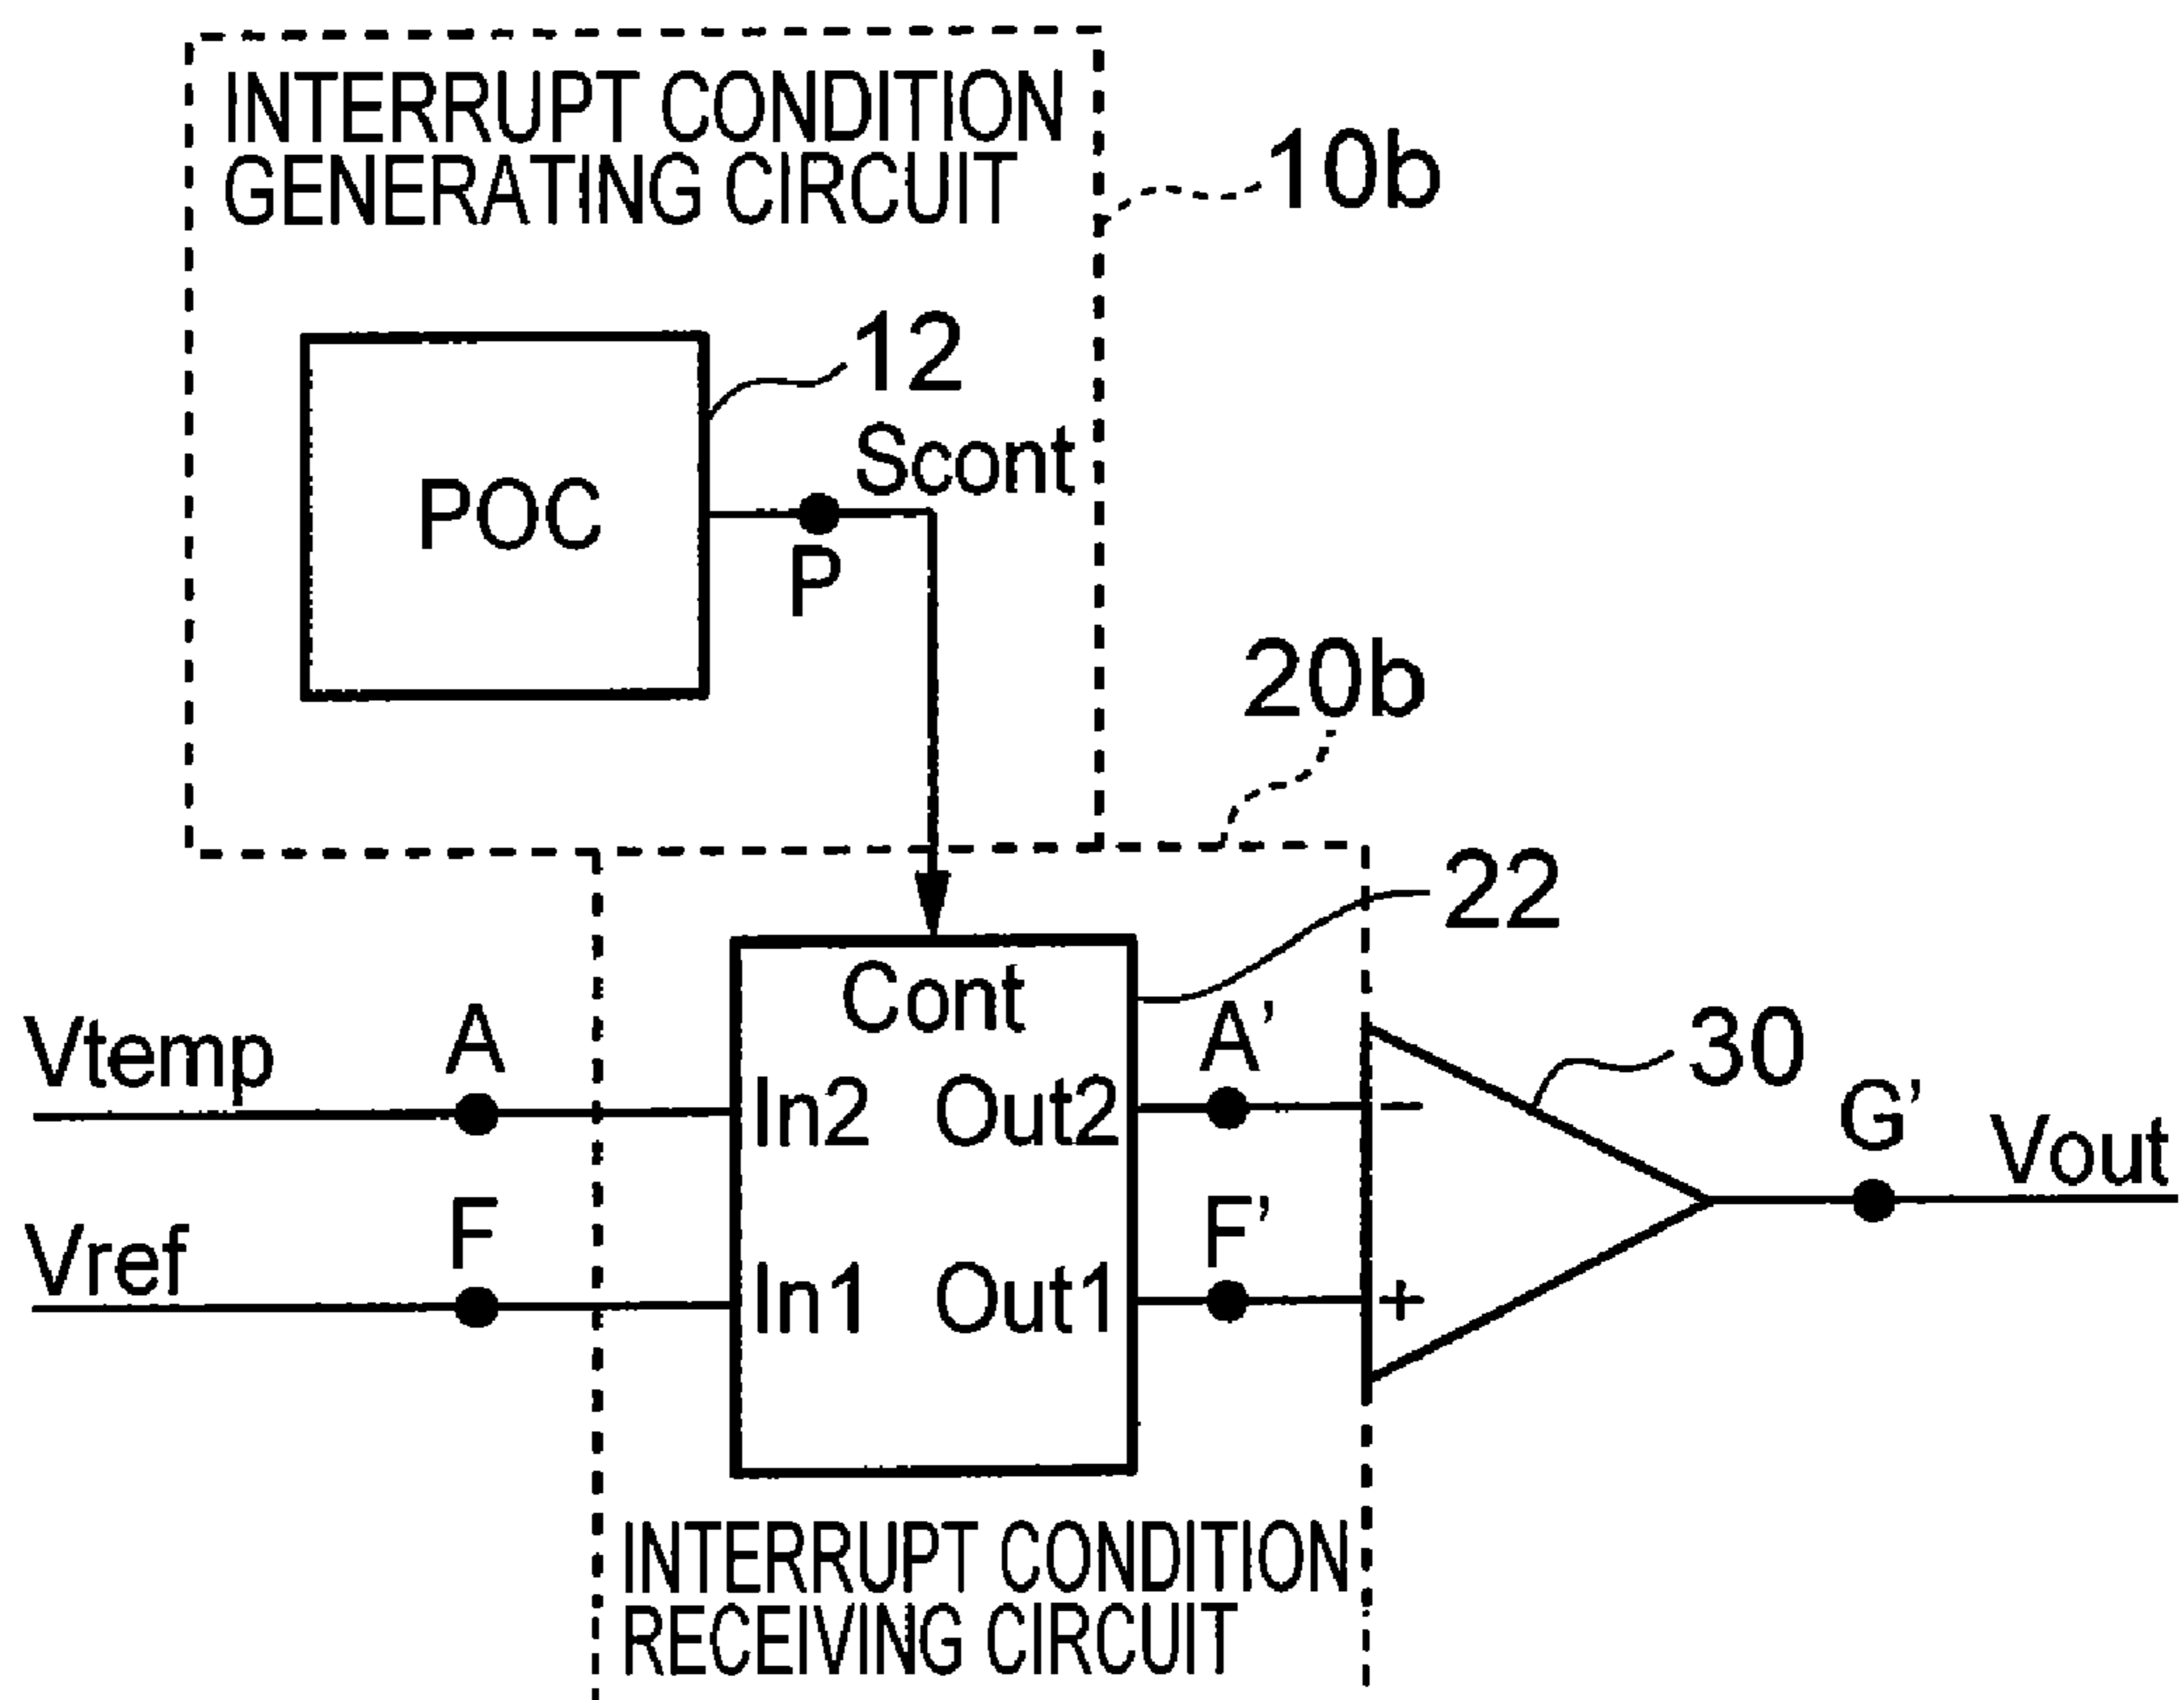 INTERRUPT CONDITION
GENERATING CIRCUIT
10b
12
Scont
POC
P
20b
22
Cont
Vtemp
A
A’
30
In2
Out2
G’
Vout
Vref
F
F’
In1
Out1
−
+
INTERRUPT CONDITION
RECEIVING CIRCUIT